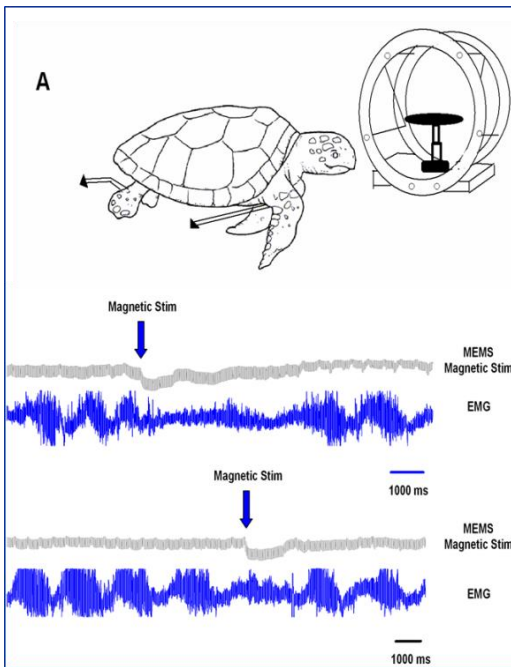 A
Magnetic Stim
MEMS
Magnetic Stim
EMG
1000 ms
Magnetic Stim
MEMS
Magnetic Stim
EMG
1000 ms